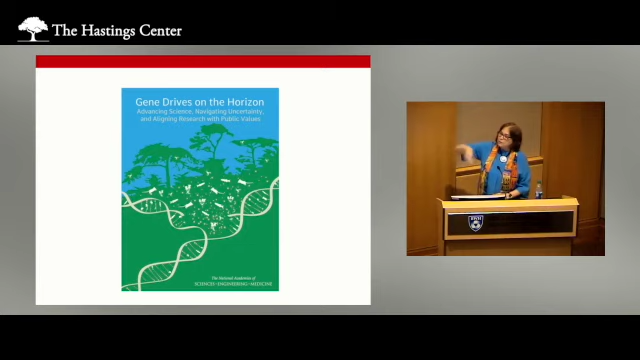 The Hastings Center
Gene Drives on the Horizon
Advancing Science, Navigating Uncertainty,
and Aligning Research with Public Values
The National Academies of
SCIENCES • ENGINEERING • MEDICINE